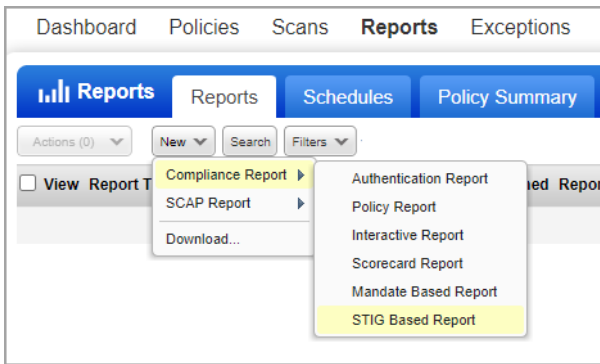 Dashboard Policies Scans Reports Exceptions
Reports Reports Schedules Policy Summary
Actions (0) New Search Filters
View Report T
Compliance Report
SCAP Report
Download...
Authentication Report
Policy Report
Interactive Report
Scorecard Report
Mandate Based Report
STIG Based Report